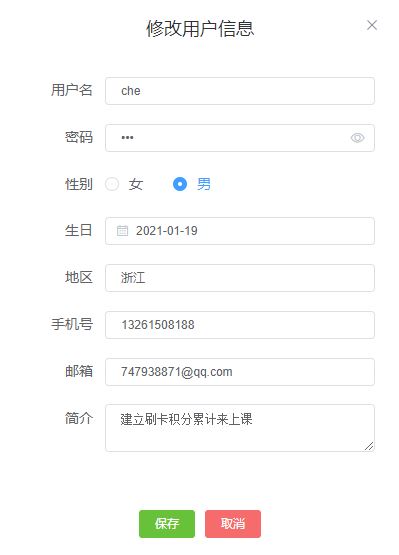 修改用户信息
用户名 che
密码 •••
性别 女 男
生日 2021-01-19
地区 浙江
手机号 13261508188
邮箱 747938871@qq.com
简介 建立刷卡积分累计来上课
保存 取消